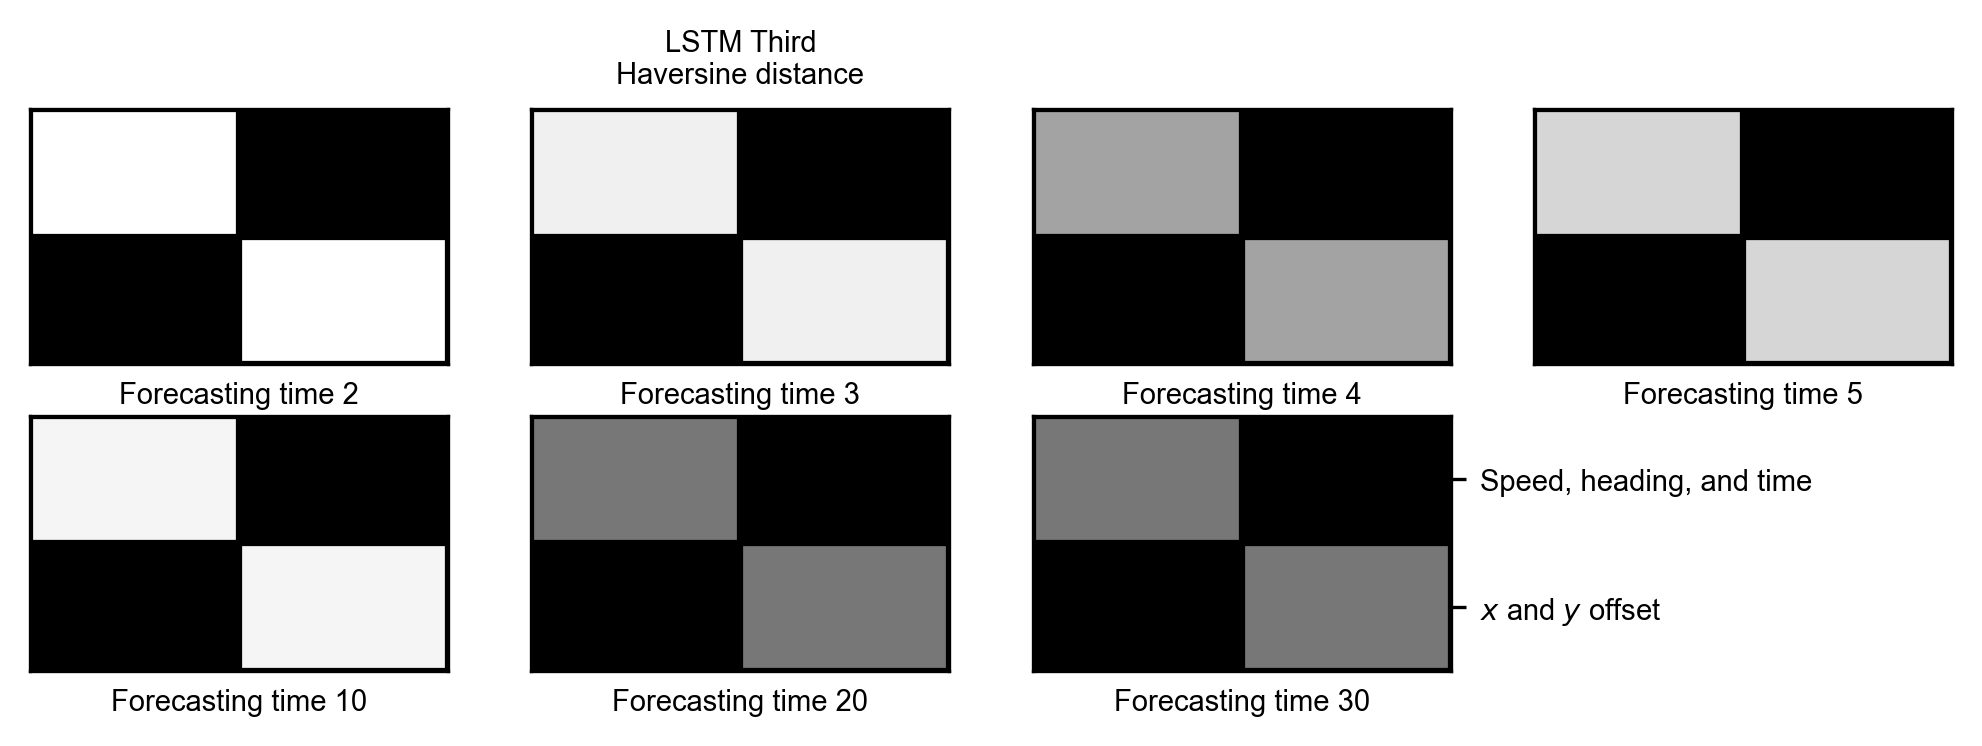 LSTM Third
Haversine distance
Forecasting time 2
Forecasting time 3
Forecasting time 4
Forecasting time 5
Speed, heading, and time
x and y offset
Forecasting time 10
Forecasting time 20
Forecasting time 30